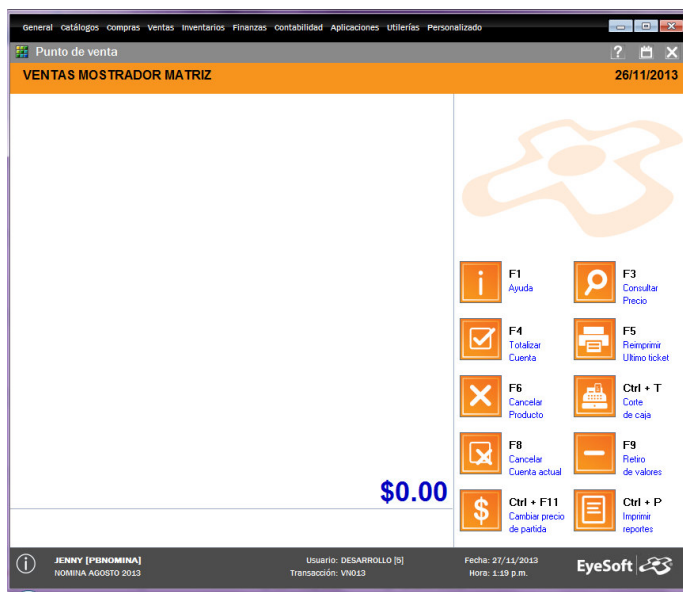 General Catálogos Compras Ventas Inventarios Finanzas Contabilidad Aplicaciones Utilerías Personalizado
Punto de venta
VENTAS MOSTRADOR MATRIZ 26/11/2013
F1
Ayuda
F3
Consultar
Precio
F4
Totalizar
Cuenta
F5
Reimprimir
Ultimo ticket
F6
Cancelar
Producto
Ctrl + T
Corte
de caja
F8
Cancelar
Cuenta actual
F9
Retiro
de valores
$0.00
Ctrl + F11
Cambiar precio
de partida
Ctrl + P
Imprimir
reportes
JENNY [PBNOMINA] Usuario: DESARROLLO [5] Fecha: 27/11/2013
NOMINA AGOSTO 2013 Transacción: VN013 Hora: 1:19 p.m.
EyeSoft